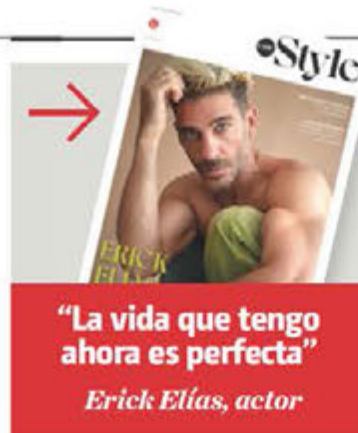 Style
ERICK
ELÍAS
“La vida que tengo
ahora es perfecta”
Erick Elías, actor